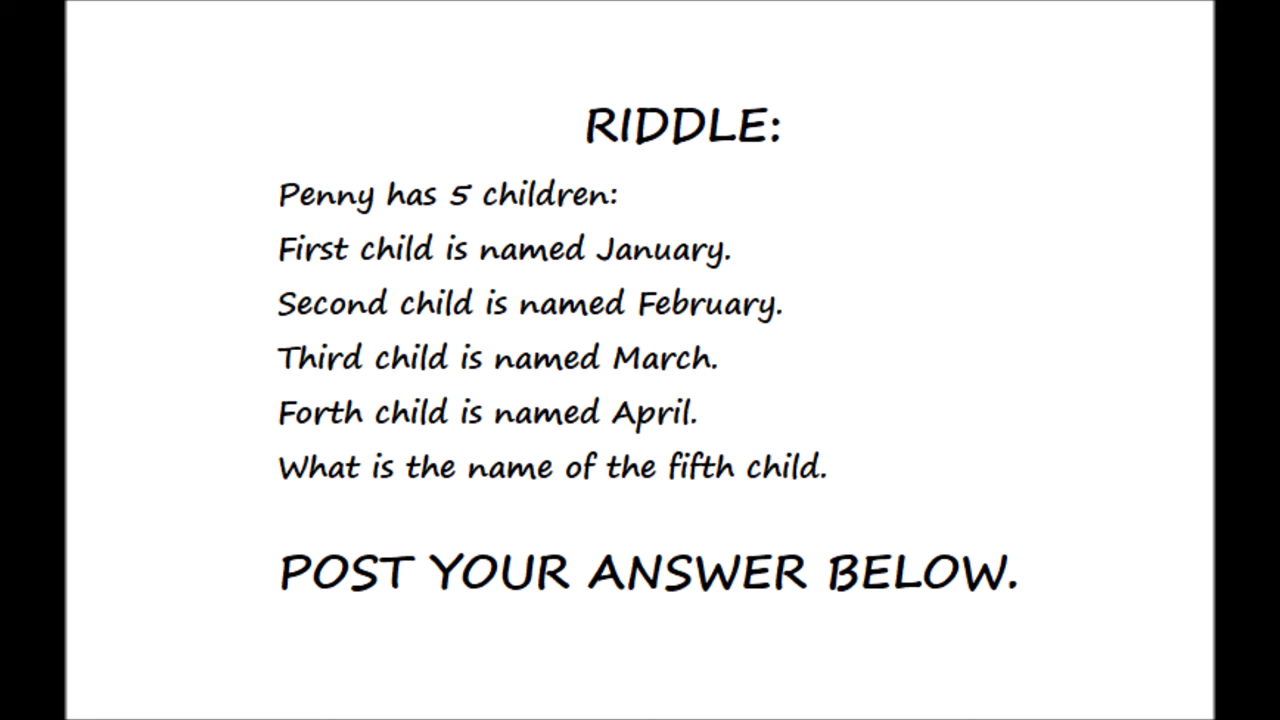 RIDDLE:
Penny has 5 children:
First child is named January.
Second child is named February.
Third child is named March.
Forth child is named April.
What is the name of the fifth child.
POST YOUR ANSWER BELOW.